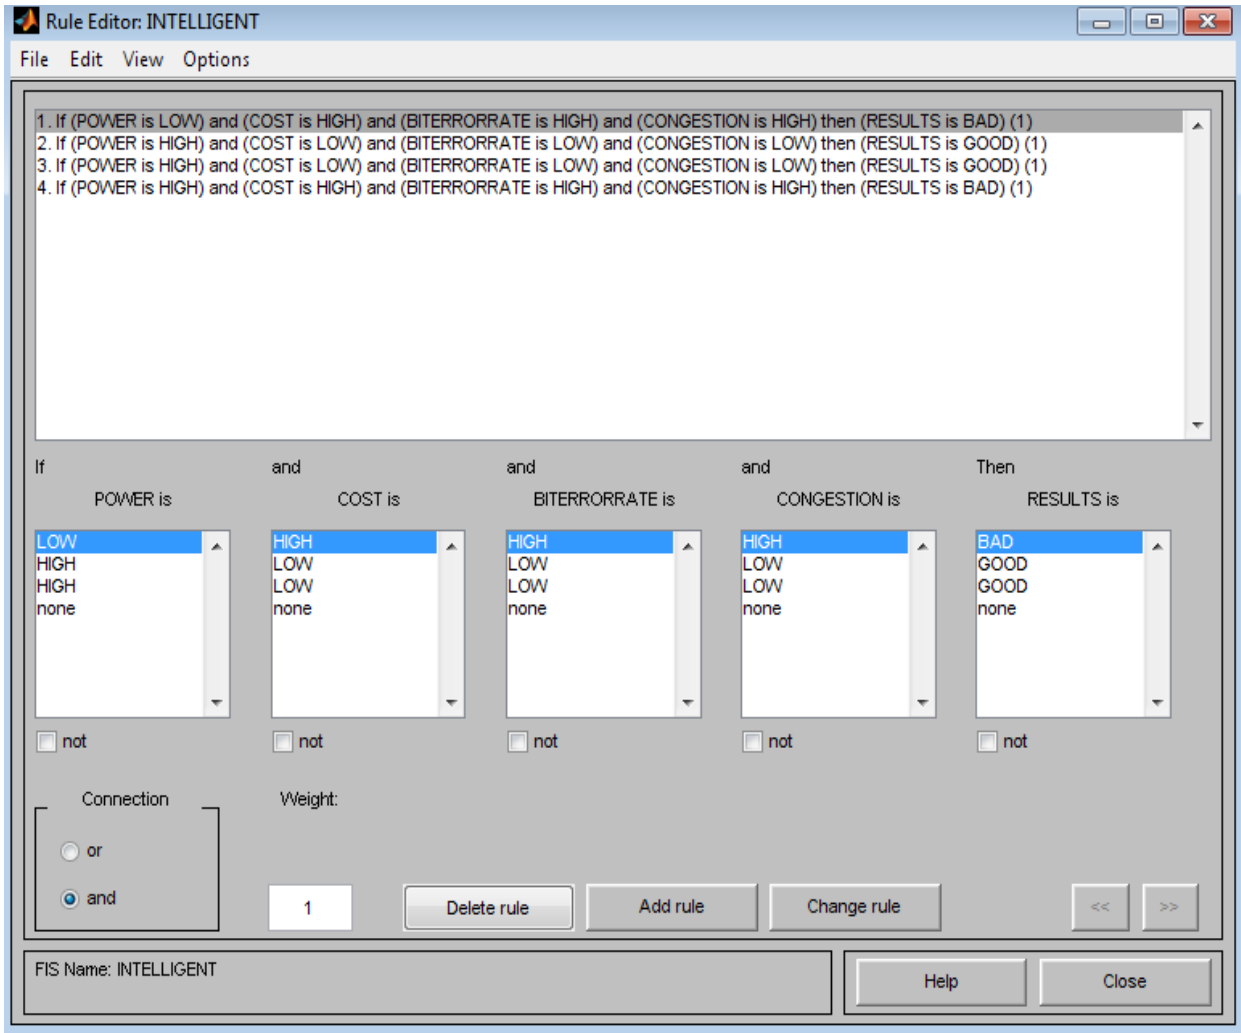 Rule Editor: INTELLIGENT
File Edit View Options
1. If (POWER is LOW) and (COST is HIGH) and (BITERRORRATE is HIGH) and (CONGESTION is HIGH) then (RESULTS is BAD) (1)
2. If (POWER is HIGH) and (COST is LOW) and (BITERRORRATE is LOW) and (CONGESTION is LOW) then (RESULTS is GOOD) (1)
3. If (POWER is HIGH) and (COST is LOW) and (BITERRORRATE is LOW) and (CONGESTION is LOW) then (RESULTS is GOOD) (1)
4. If (POWER is HIGH) and (COST is HIGH) and (BITERRORRATE is HIGH) and (CONGESTION is HIGH) then (RESULTS is BAD) (1)
If and and and Then
POWER is COST is BITERRORRATE is CONGESTION is RESULTS is
LOW HIGH HIGH HIGH BAD
HIGH LOW LOW LOW GOOD
HIGH LOW LOW LOW GOOD
none none none none none
not not not not not
Connection Weight:
or
and 1 Delete rule Add rule Change rule << >>
FIS Name: INTELLIGENT Help Close